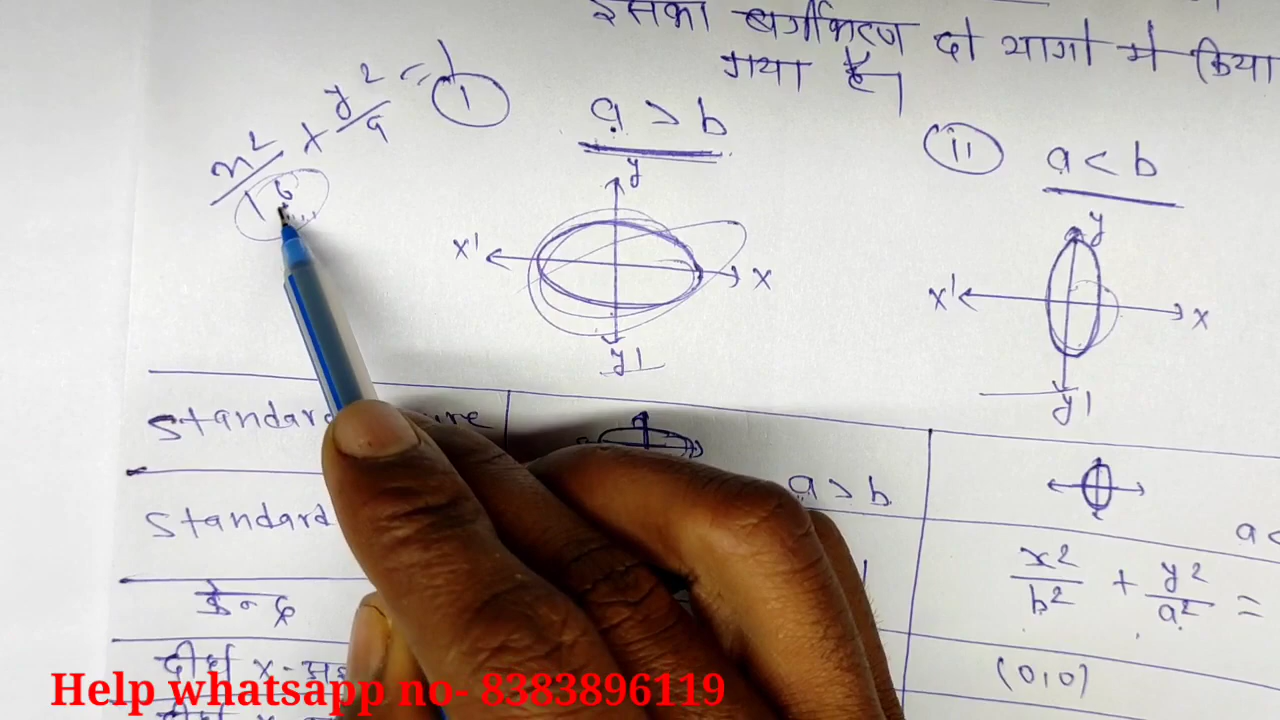 इसका वर्गीकरण दो भागो मे किया
गया है।
x²/16 + y²/9 = 1
(i) a > b
y
x' x
y'
(ii) a < b
y
x' x
y'
Standard
a > b
Standard
x²/b² + y²/a² =
केन्द्र
(0,0)
दीर्घ x-
Help whatsapp no- 8383896119